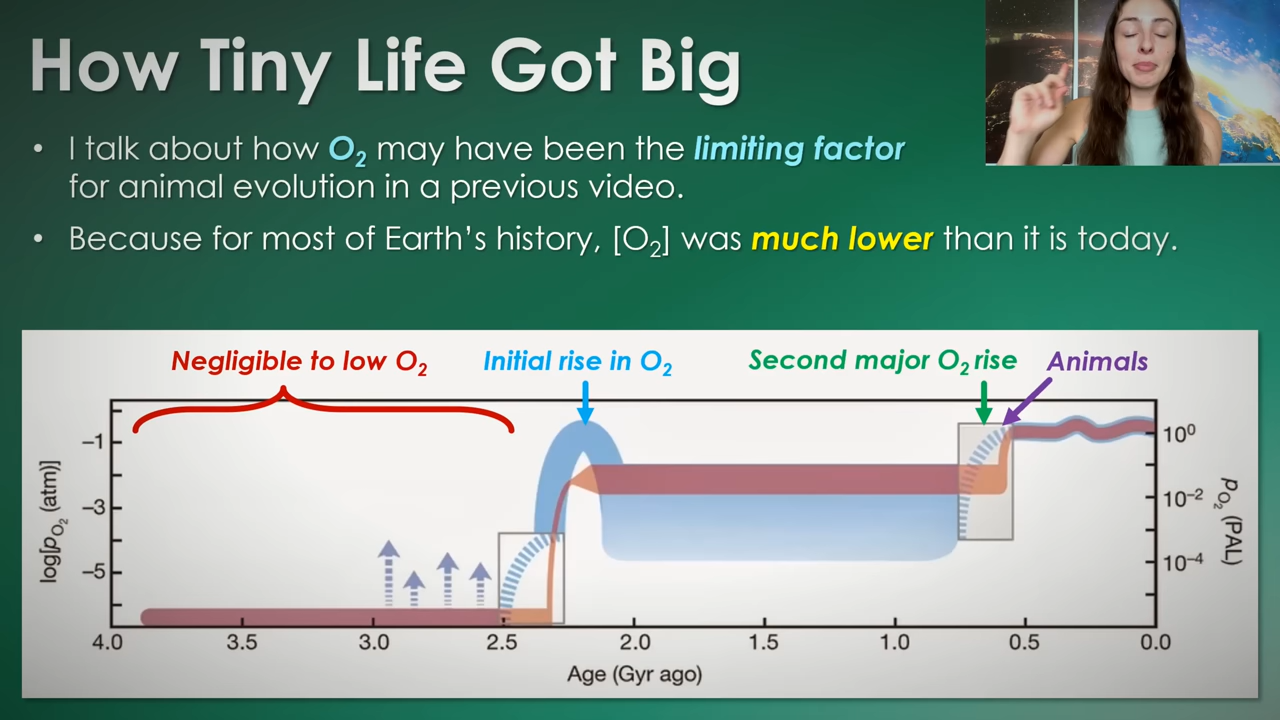 How Tiny Life Got Big
• I talk about how O₂ may have been the limiting factor
for animal evolution in a previous video.
• Because for most of Earth’s history, [O₂] was much lower than it is today.
Negligible to low O₂
Initial rise in O₂
Second major O₂ rise
Animals
log[pO₂ (atm)]
−1
−3
−5
10⁰
10⁻²
10⁻⁴
pO₂ (PAL)
4.0 3.5 3.0 2.5 2.0 1.5 1.0 0.5 0.0
Age (Gyr ago)